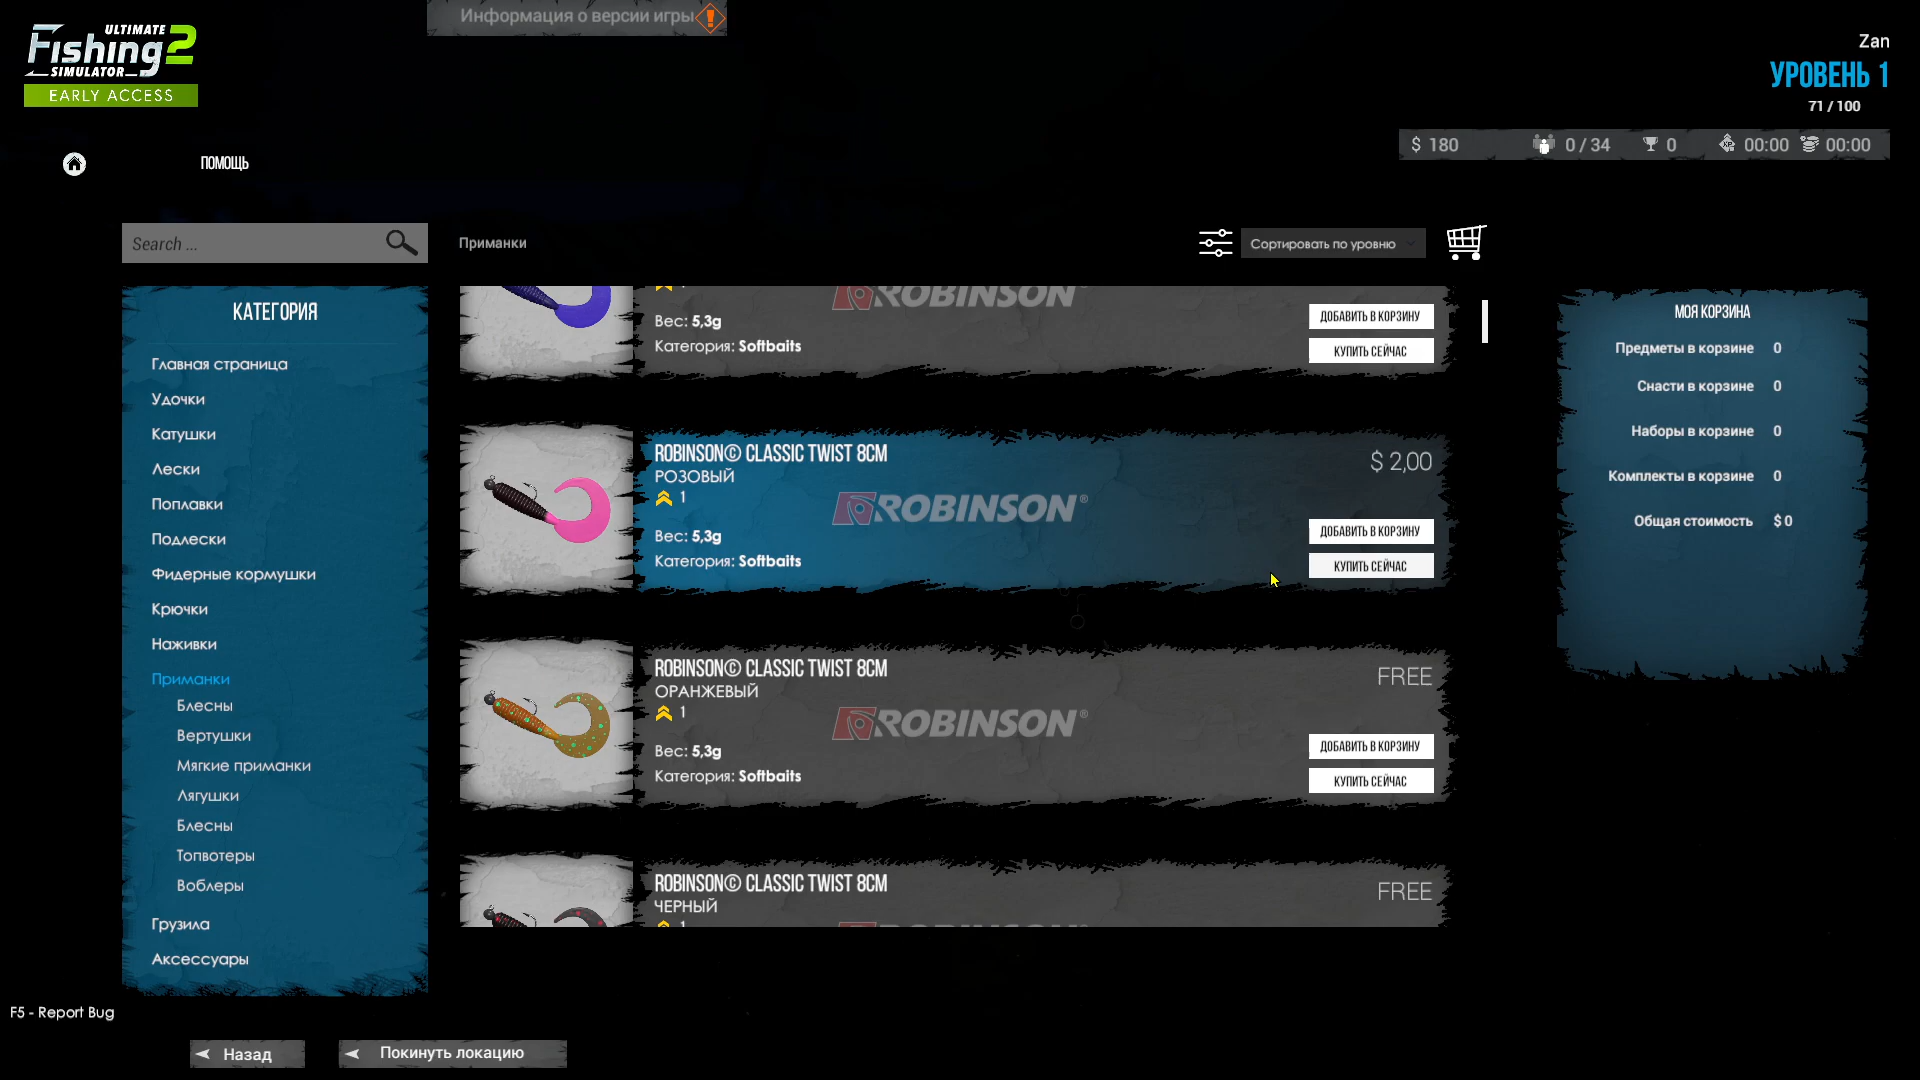 Информация о версии игры
ULTIMATE
Fishing 2
SIMULATOR
EARLY ACCESS
Zan
УРОВЕНЬ 1
71 / 100
$ 180
0 / 34
0
XP
00:00
00:00
ПОМОЩЬ
Search ...
Приманки
Сортировать по уровню
КАТЕГОРИЯ
Главная страница
Удочки
Катушки
Лески
Поплавки
Подлески
Фидерные кормушки
Крючки
Наживки
Приманки
Блесны
Вертушки
Мягкие приманки
Лягушки
Блесны
Топвотеры
Воблеры
Грузила
Аксессуары
ROBINSON
Вес: 5,3g
Категория: Softbaits
ДОБАВИТЬ В КОРЗИНУ
КУПИТЬ СЕЙЧАС
ROBINSON© CLASSIC TWIST 8CM
РОЗОВЫЙ
1
$ 2,00
ROBINSON®
Вес: 5,3g
Категория: Softbaits
ДОБАВИТЬ В КОРЗИНУ
КУПИТЬ СЕЙЧАС
ROBINSON© CLASSIC TWIST 8CM
ОРАНЖЕВЫЙ
1
FREE
ROBINSON®
Вес: 5,3g
Категория: Softbaits
ДОБАВИТЬ В КОРЗИНУ
КУПИТЬ СЕЙЧАС
ROBINSON© CLASSIC TWIST 8CM
ЧЕРНЫЙ
1
FREE
МОЯ КОРЗИНА
Предметы в корзине 0
Снасти в корзине 0
Наборы в корзине 0
Комплекты в корзине 0
Общая стоимость $ 0
F5 - Report Bug
Назад
Покинуть локацию